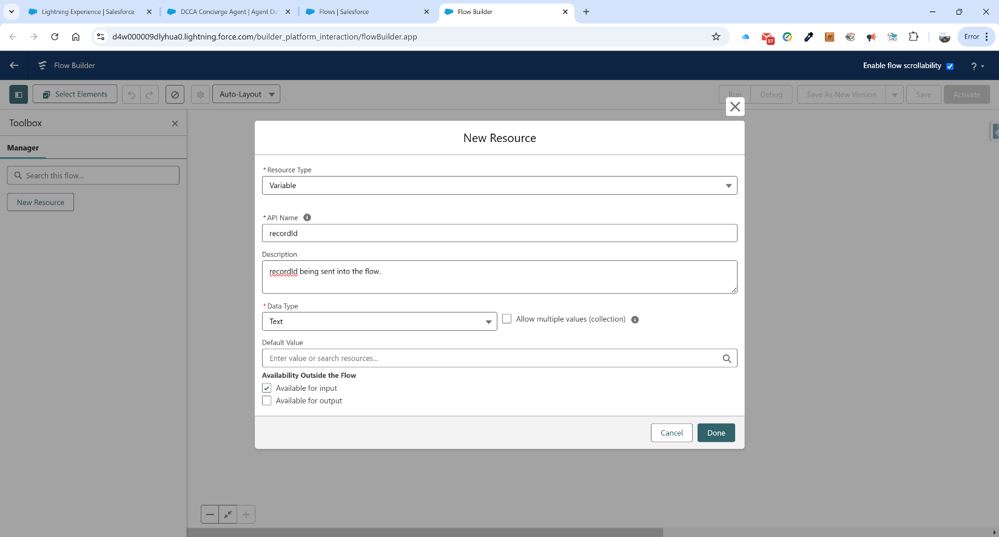 Lightning Experience | Salesforce
DCCA Concierge Agent | Agent De
Flows | Salesforce
Flow Builder
d4w000009dlyhua0.lightning.force.com/builder_platform_interaction/flowBuilder.app
37
Error
Flow Builder
Enable flow scrollability
?
Select Elements
Auto-Layout
Run
Debug
Save As New Version
Save
Activate
Toolbox
Manager
Search this flow...
New Resource
New Resource
* Resource Type
Variable
* API Name
recordId
Description
recordId being sent into the flow.
* Data Type
Text
Allow multiple values (collection)
Default Value
Enter value or search resources...
Availability Outside the Flow
Available for input
Available for output
Cancel
Done